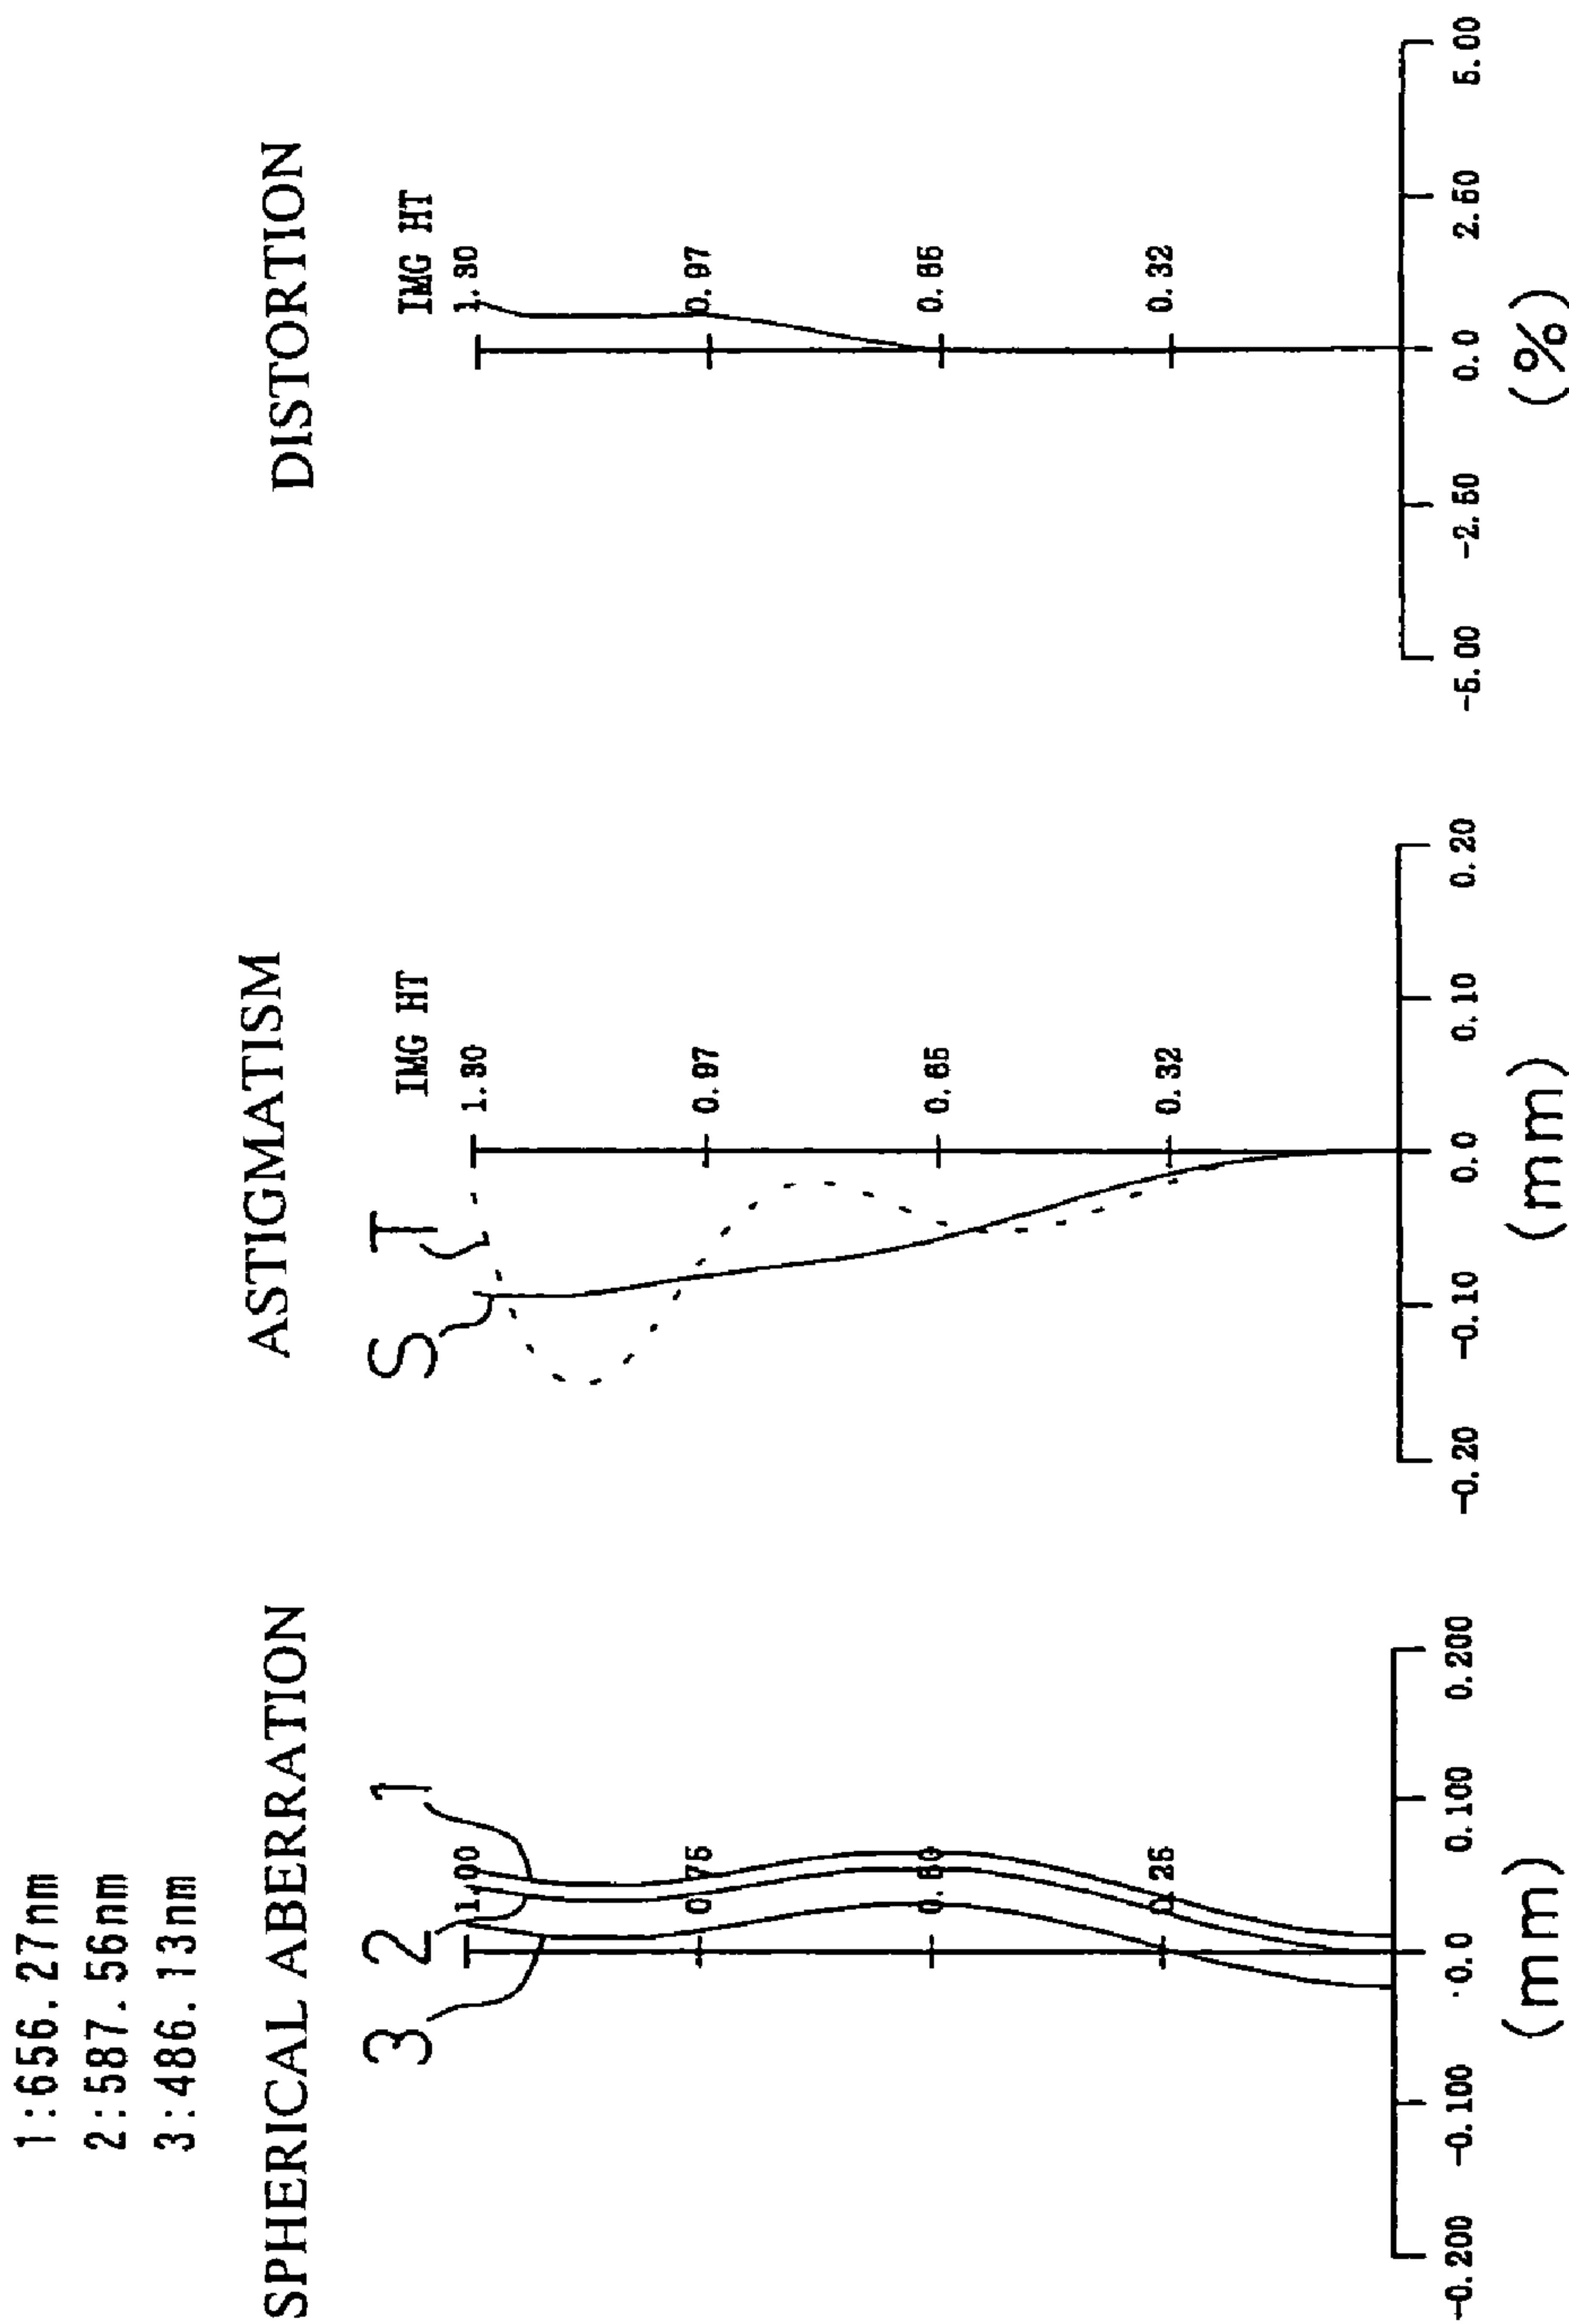 1:656.27nm
2:587.56nm
3:486.13nm
SPHERICAL ABERRATION
3 2 1
1.00
0.75
0.50
0.25
-0.200 -0.100 0.0 0.100 0.200
(mm)
ASTIGMATISM
S T
IMG HT
1.30
0.97
0.65
0.32
-0.20 -0.10 0.0 0.10 0.20
(mm)
DISTORTION
IMG HT
1.30
0.97
0.65
0.32
-5.00 -2.50 0.0 2.50 5.00
(%)